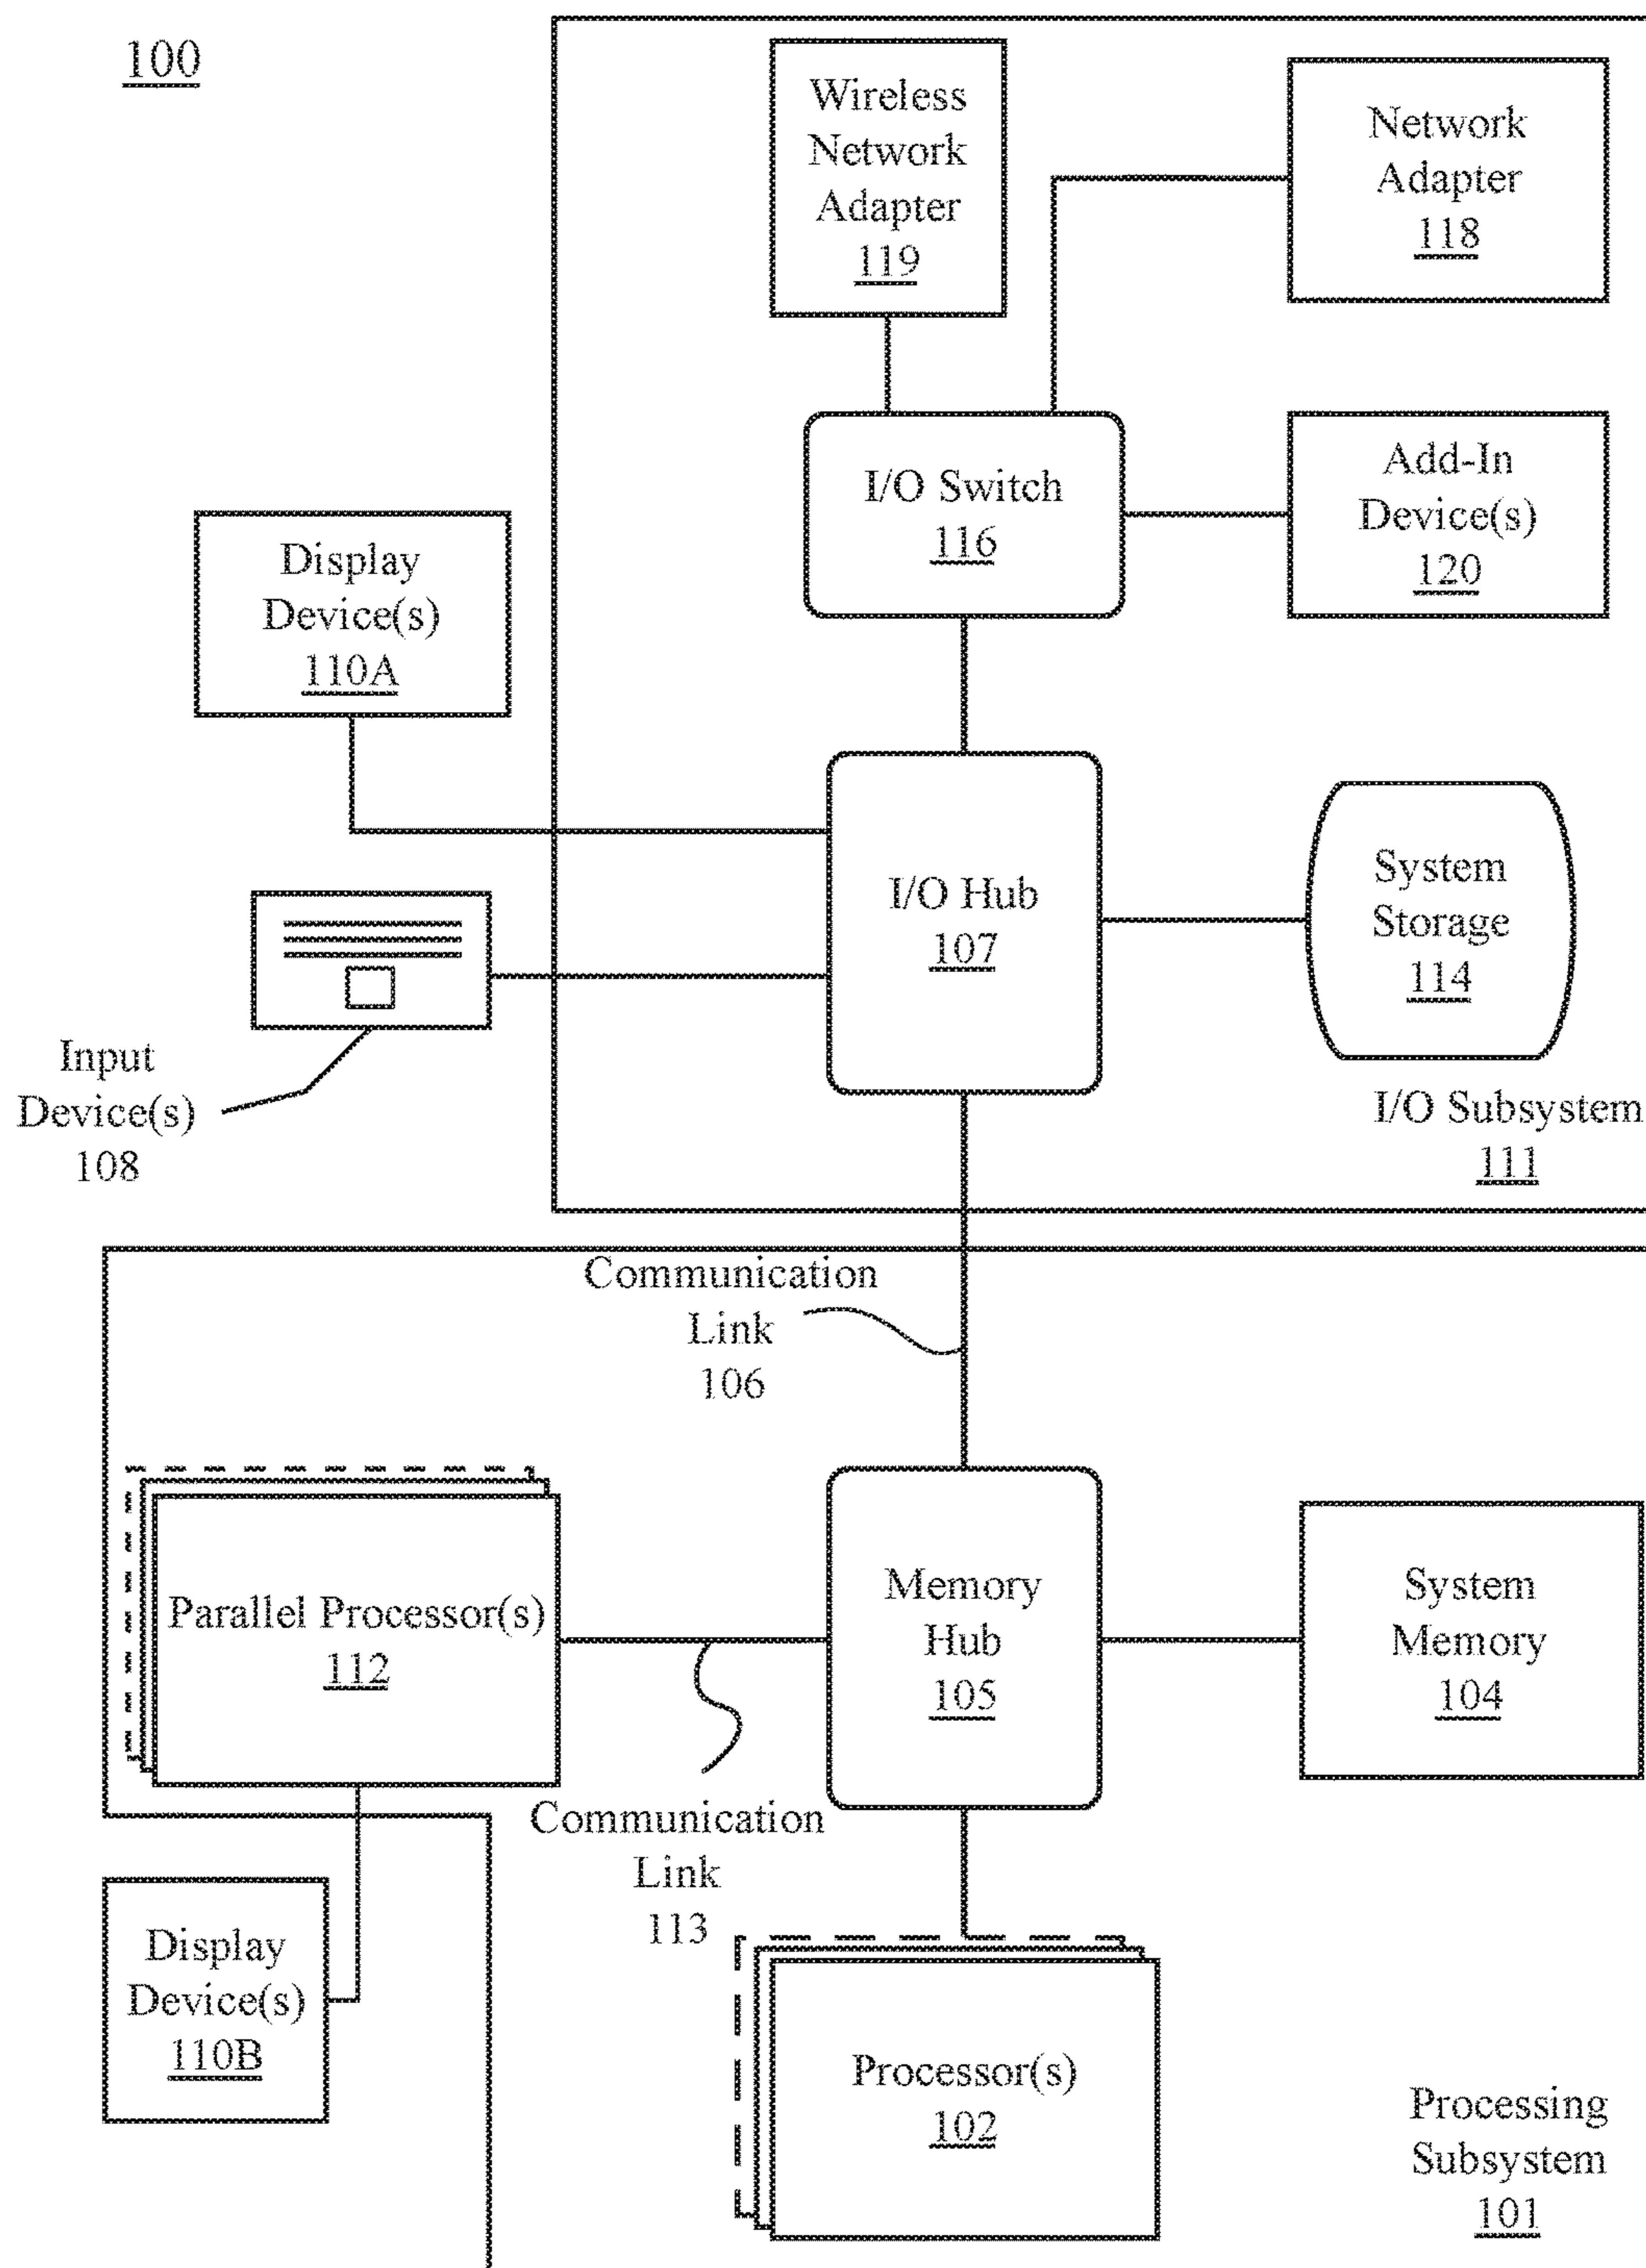 100
Wireless
Network
Adapter
119
Network
Adapter
118
I/O Switch
116
Add-In
Device(s)
120
Display
Device(s)
110A
I/O Hub
107
System
Storage
114
Input
Device(s)
108
I/O Subsystem
111
Communication
Link
106
Parallel Processor(s)
112
Memory
Hub
105
System
Memory
104
Communication
Link
113
Display
Device(s)
110B
Processor(s)
102
Processing
Subsystem
101